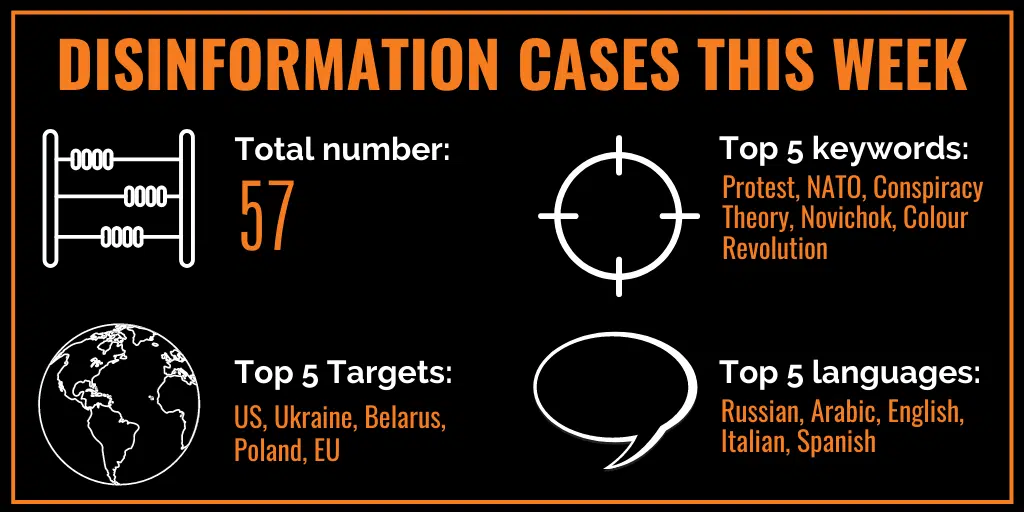 DISINFORMATION CASES THIS WEEK
Total number:
57
Top 5 keywords:
Protest, NATO, Conspiracy
Theory, Novichok, Colour
Revolution
Top 5 Targets:
US, Ukraine, Belarus,
Poland, EU
Top 5 languages:
Russian, Arabic, English,
Italian, Spanish